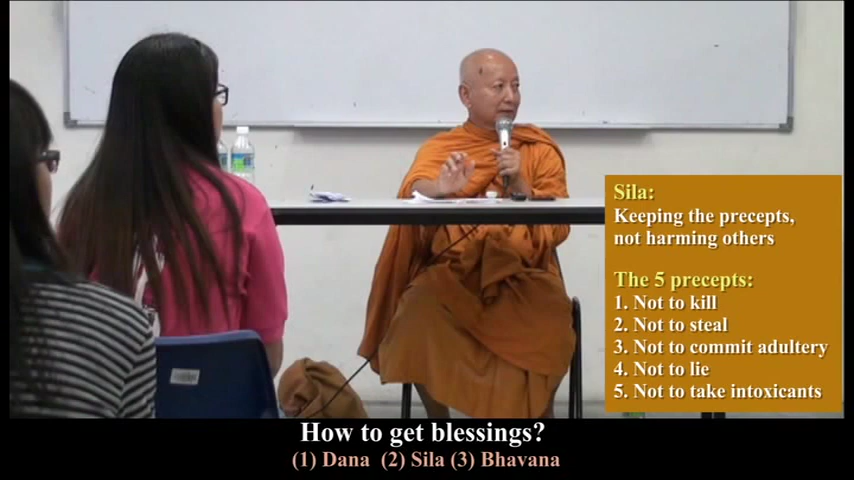 Sila:
Keeping the precepts,
not harming others
The 5 precepts:
1. Not to kill
2. Not to steal
3. Not to commit adultery
4. Not to lie
5. Not to take intoxicants
How to get blessings?
(1) Dana (2) Sila (3) Bhavana